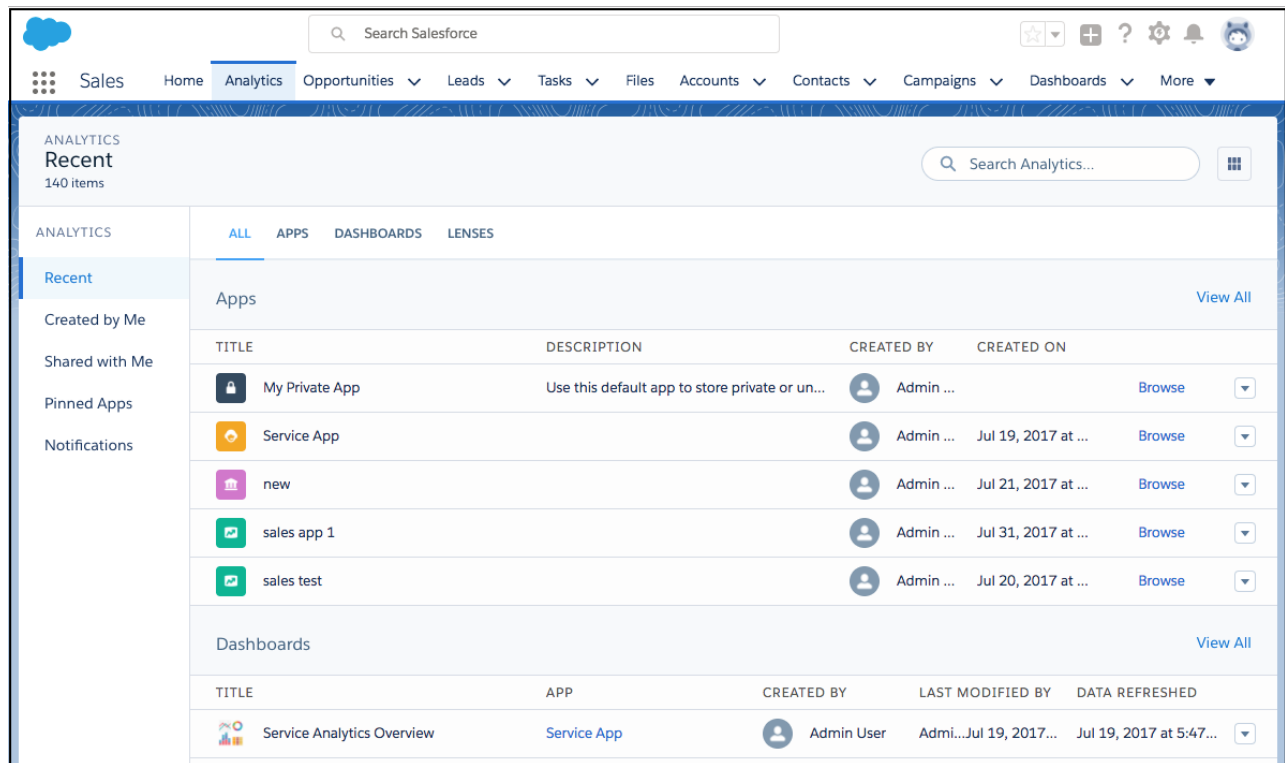 Search Salesforce
Sales Home Analytics Opportunities Leads Tasks Files Accounts Contacts Campaigns Dashboards More
ANALYTICS
Recent
140 items
Search Analytics...
ANALYTICS
Recent
Created by Me
Shared with Me
Pinned Apps
Notifications
ALL APPS DASHBOARDS LENSES
Apps View All
TITLE DESCRIPTION CREATED BY CREATED ON
My Private App Use this default app to store private or un... Admin ... Browse
Service App Admin ... Jul 19, 2017 at ... Browse
new Admin ... Jul 21, 2017 at ... Browse
sales app 1 Admin ... Jul 31, 2017 at ... Browse
sales test Admin ... Jul 20, 2017 at ... Browse
Dashboards View All
TITLE APP CREATED BY LAST MODIFIED BY DATA REFRESHED
Service Analytics Overview Service App Admin User Admi...Jul 19, 2017... Jul 19, 2017 at 5:47...